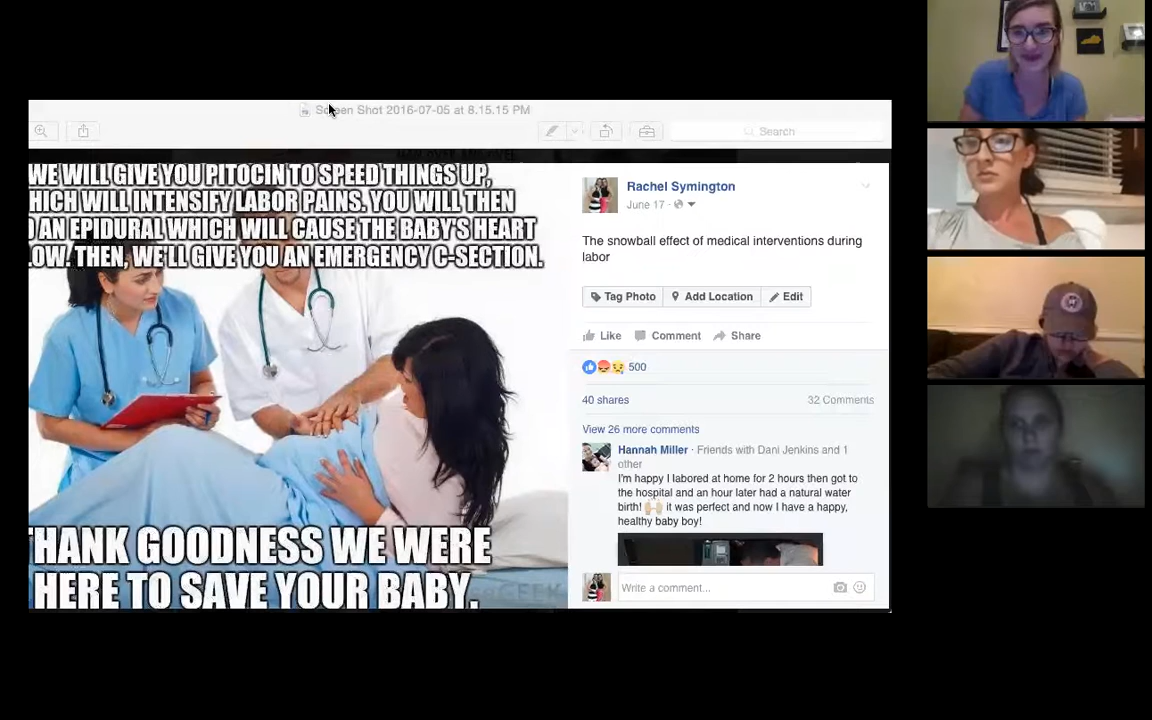 Screen Shot 2016-07-05 at 8.15.15 PM
Search
WE WILL GIVE YOU PITOCIN TO SPEED THINGS UP,
HICH WILL INTENSIFY LABOR PAINS. YOU WILL THEN
AN EPIDURAL WHICH WILL CAUSE THE BABY'S HEART
LOW. THEN, WE'LL GIVE YOU AN EMERGENCY C-SECTION.
THANK GOODNESS WE WERE
HERE TO SAVE YOUR BABY.
Rachel Symington
June 17
The snowball effect of medical interventions during
labor
Tag Photo Add Location Edit
Like Comment Share
500
40 shares 32 Comments
View 26 more comments
Hannah Miller · Friends with Dani Jenkins and 1
other
I'm happy I labored at home for 2 hours then got to
the hospital and an hour later had a natural water
birth! 🙌🏼 it was perfect and now I have a happy,
healthy baby boy!
Write a comment...